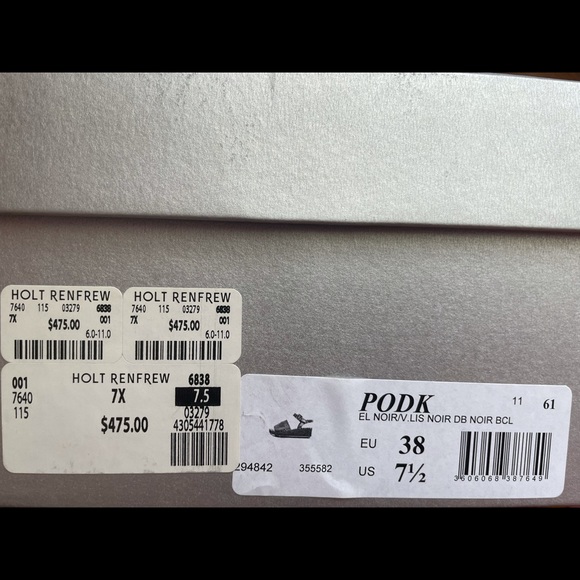 HOLT RENFREW
7640 115 03279 6838
7X $475.00 001
6.0-11.0
HOLT RENFREW
7640 115 03279 6838
7X $475.00 001
6.0-11.0
001 HOLT RENFREW 6838
7640 7X 7.5
115 03279
$475.00 4305441778
PODK 11 61
EL NOIR/V.LIS NOIR DB NOIR BCL
EU 38
US 7½
294842 355582
3606068 387649